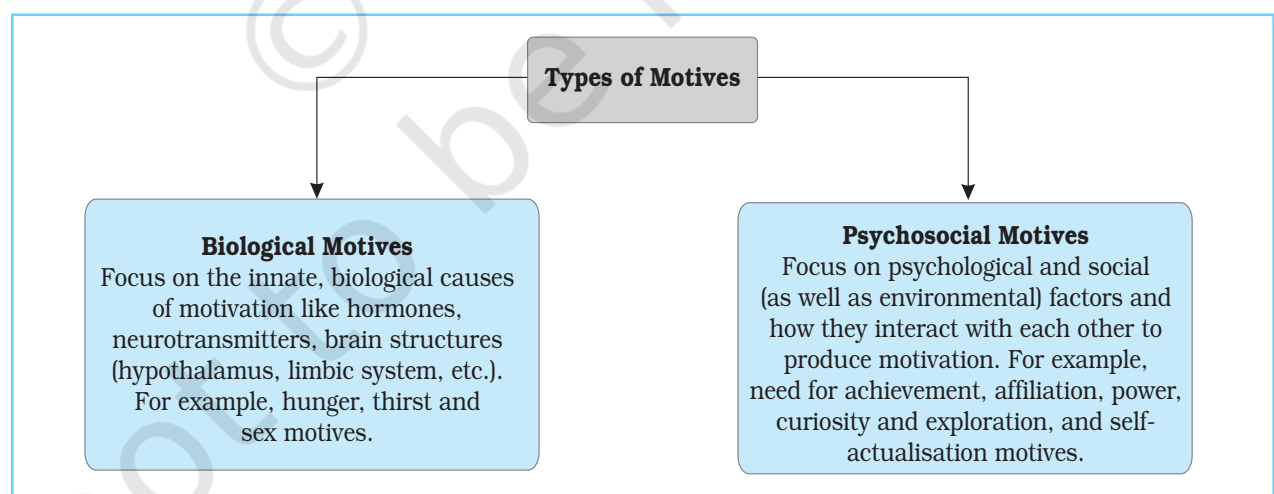 Types of Motives
Biological Motives
Focus on the innate, biological causes
of motivation like hormones,
neurotransmitters, brain structures
(hypothalamus, limbic system, etc.).
For example, hunger, thirst and
sex motives.
Psychosocial Motives
Focus on psychological and social
(as well as environmental) factors and
how they interact with each other to
produce motivation. For example,
need for achievement, affiliation, power,
curiosity and exploration, and self-
actualisation motives.
©
not to be